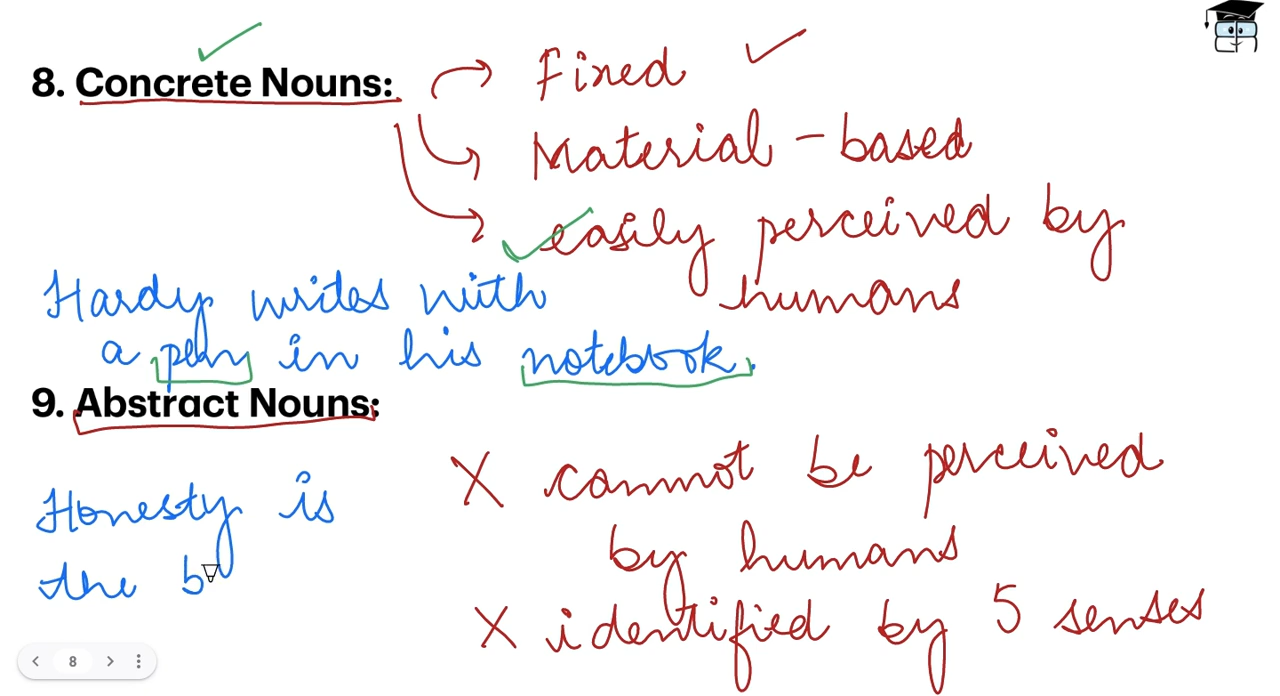 8. Concrete Nouns:
Fixed
Material - based
easily perceived by
humans
Hardy writes with
a pen in his notebook.
9. Abstract Nouns:
X cannot be perceived
by humans
X identified by 5 senses
Honesty is
the b
8